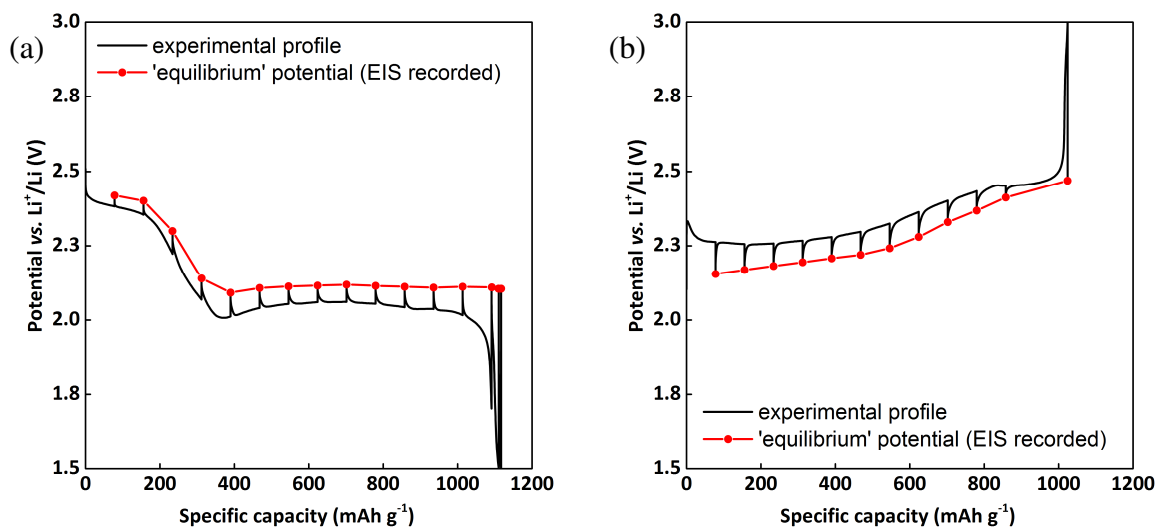 (a)
experimental profile
'equilibrium' potential (EIS recorded)
Potential vs. Li⁺/Li (V)
3.0
2.8
2.5
2.3
2.0
1.8
1.5
0 200 400 600 800 1000 1200
Specific capacity (mAh g⁻¹)
(b)
Potential vs. Li⁺/Li (V)
3.0
2.8
2.5
2.3
2.0
1.8
1.5
experimental profile
'equilibrium' potential (EIS recorded)
0 200 400 600 800 1000 1200
Specific capacity (mAh g⁻¹)